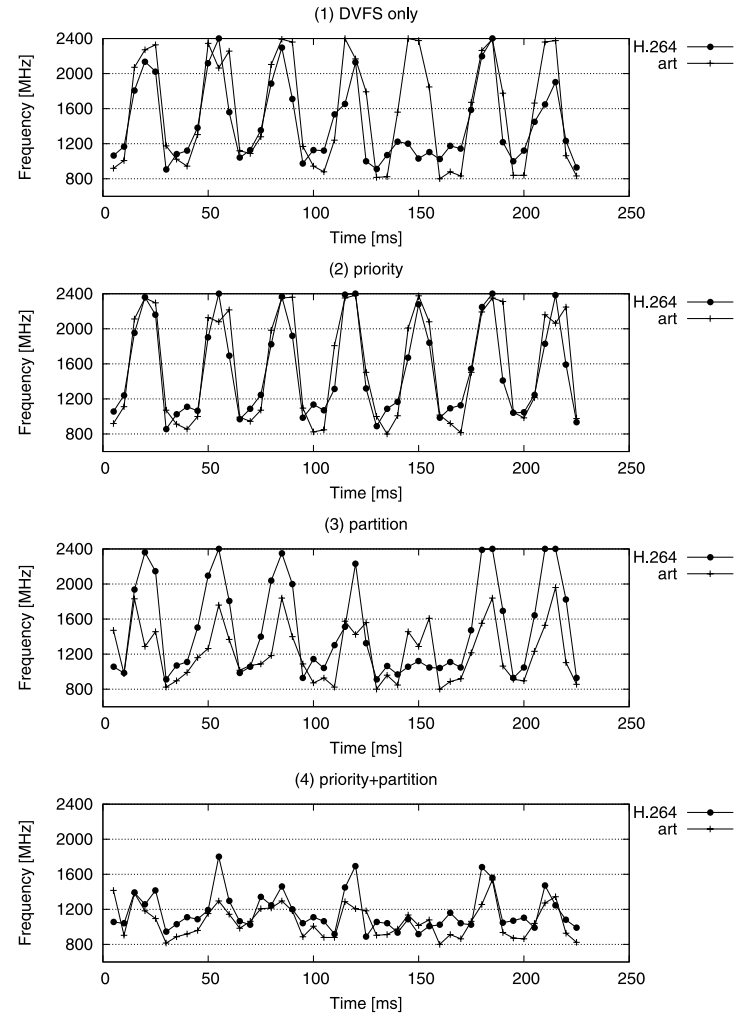 (1) DVFS only
2400
2000
1600
1200
800
0 50 100 150 200 250
Frequency [MHz]
Time [ms]
H.264
art
(2) priority
2400
2000
1600
1200
800
0 50 100 150 200 250
Frequency [MHz]
Time [ms]
H.264
art
(3) partition
2400
2000
1600
1200
800
0 50 100 150 200 250
Frequency [MHz]
Time [ms]
H.264
art
(4) priority+partition
2400
2000
1600
1200
800
0 50 100 150 200 250
Frequency [MHz]
Time [ms]
H.264
art